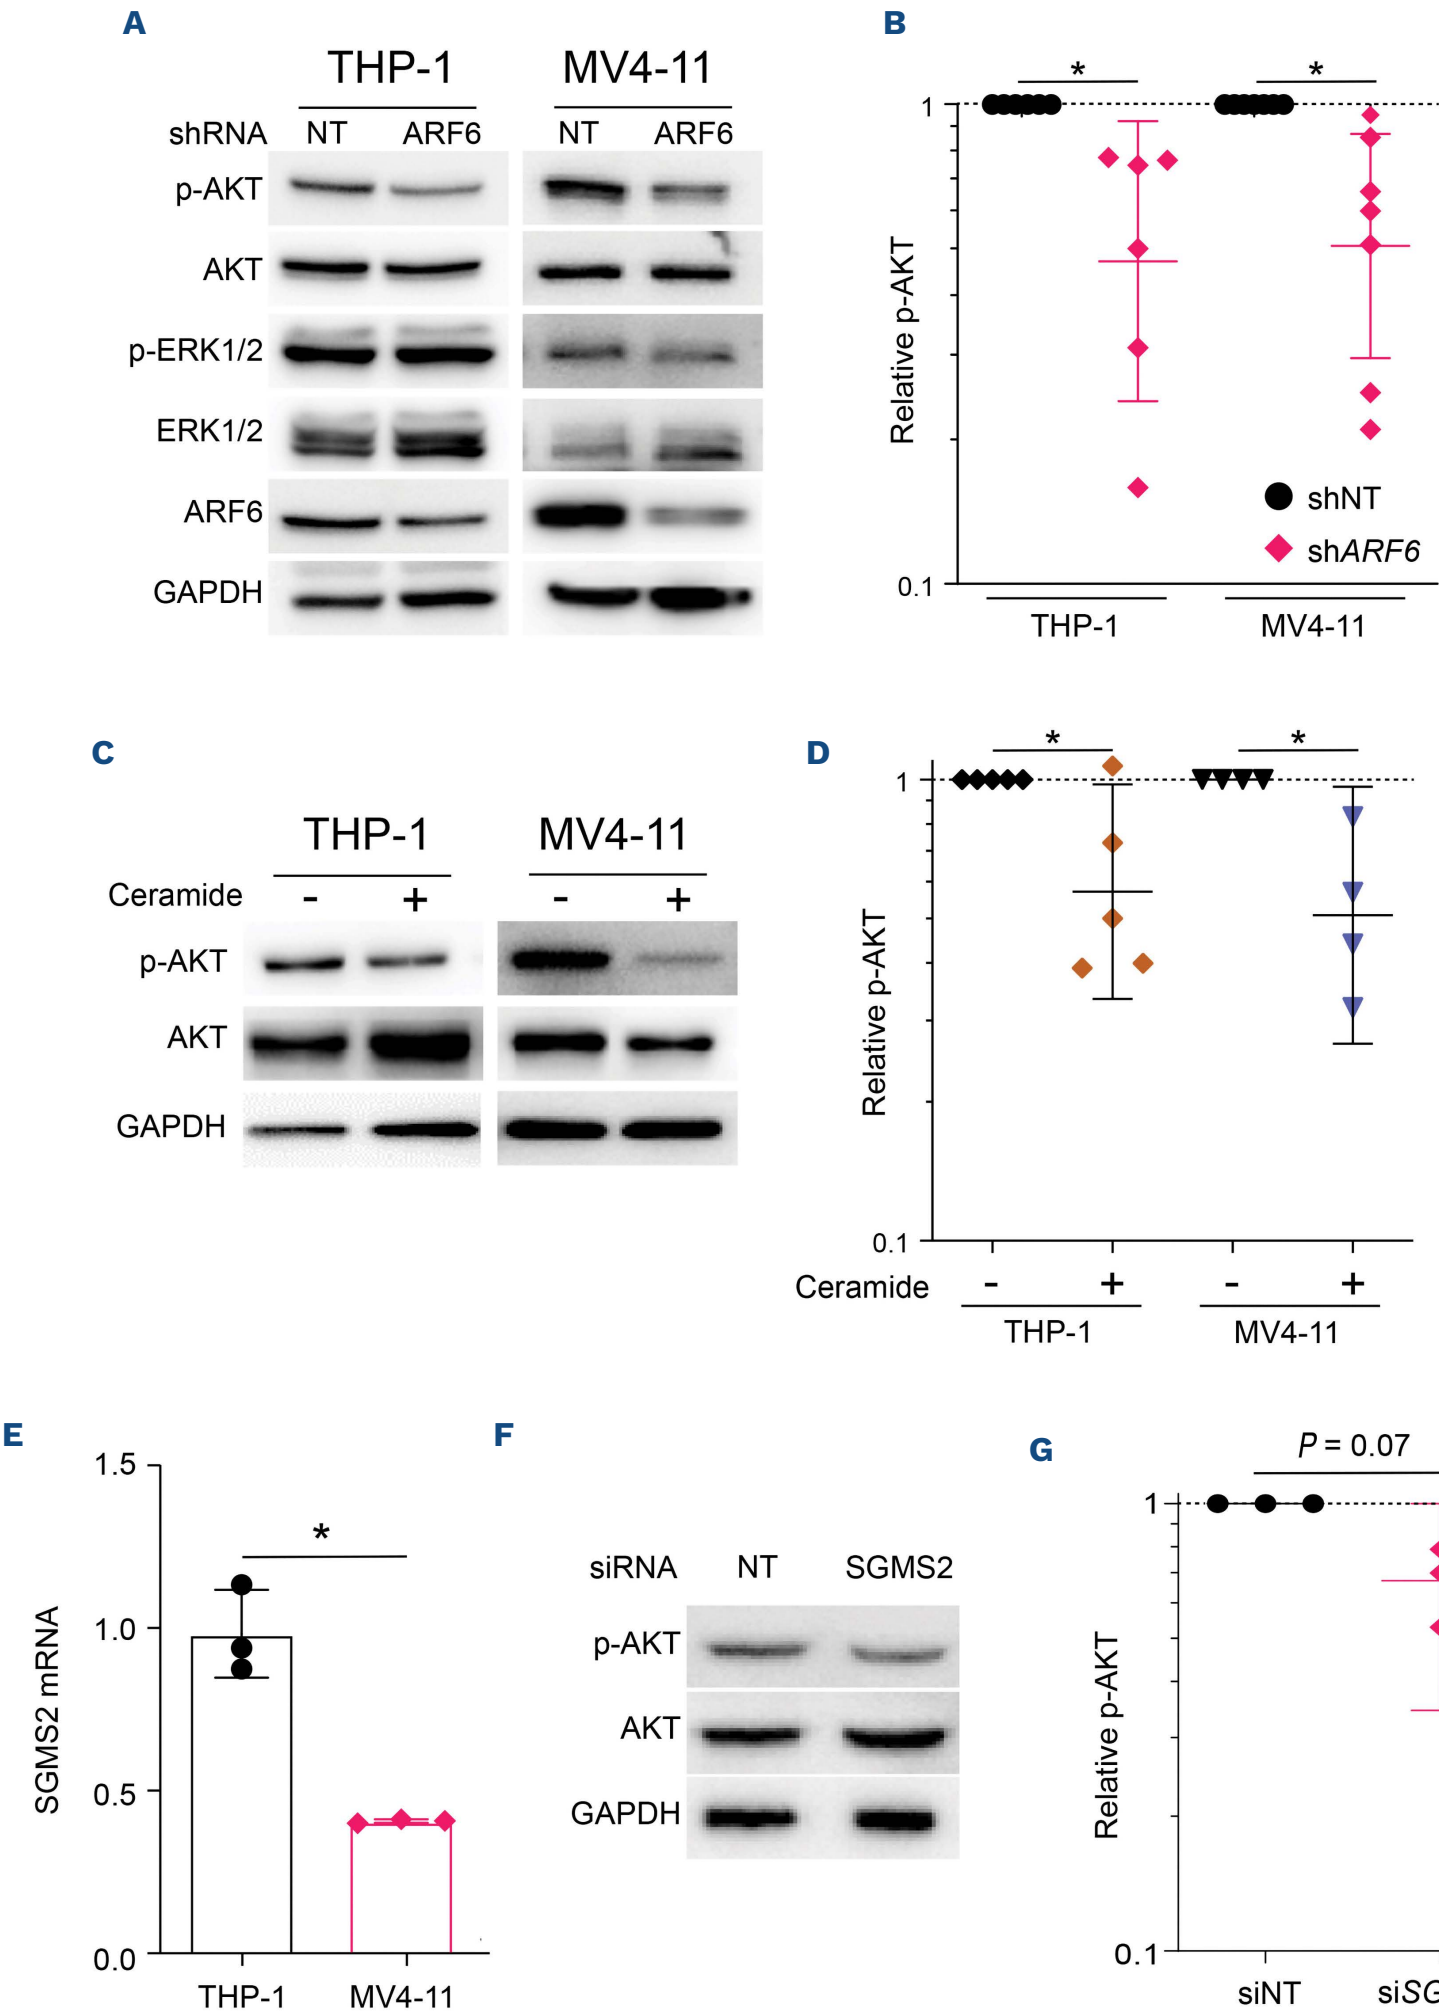 A
THP-1 MV4-11
shRNA NT ARF6 NT ARF6
p-AKT
AKT
p-ERK1/2
ERK1/2
ARF6
GAPDH
B
* *
1
Relative p-AKT
shNT
shARF6
0.1
THP-1 MV4-11
C
THP-1 MV4-11
Ceramide - + - +
p-AKT
AKT
GAPDH
D
* *
1
Relative p-AKT
0.1
Ceramide - + - +
THP-1 MV4-11
E
1.5
*
1.0
SGMS2 mRNA
0.5
0.0
THP-1 MV4-11
F
siRNA NT SGMS2
p-AKT
AKT
GAPDH
G
P = 0.07
1
Relative p-AKT
0.1
siNT siSG